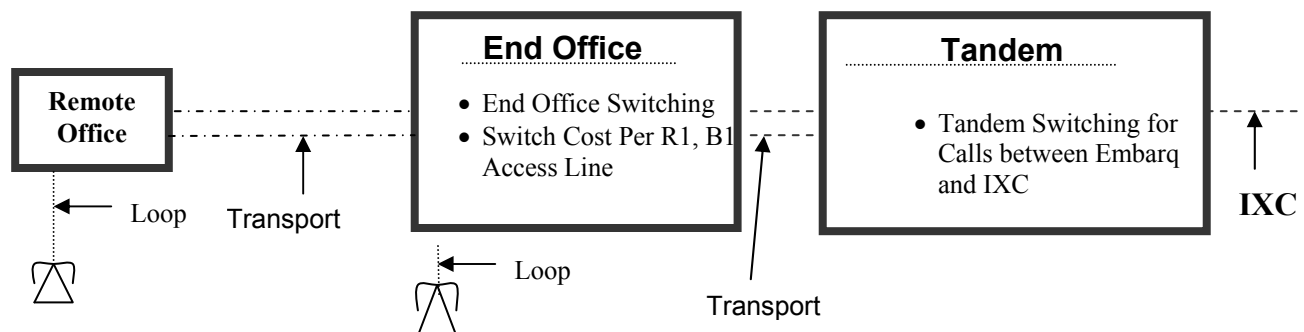 Remote
Office
Loop
Transport
End Office
• End Office Switching
• Switch Cost Per R1, B1
Access Line
Loop
Transport
Tandem
• Tandem Switching for
Calls between Embarq
and IXC
IXC